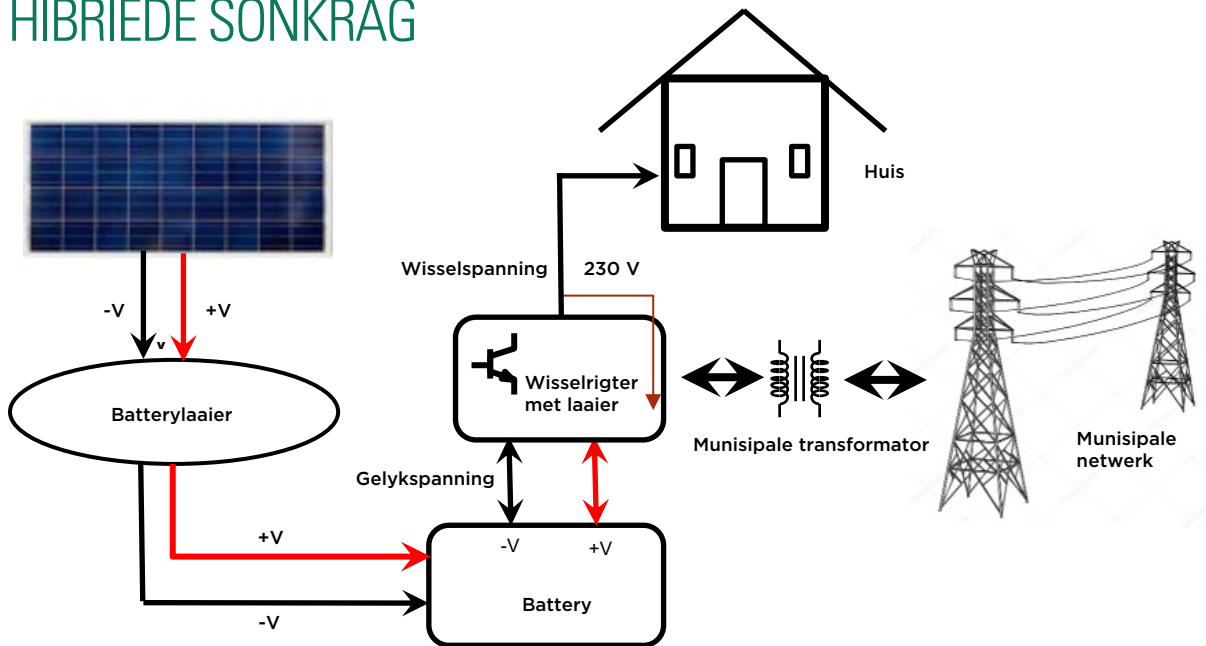 HIBRIEDE SONKRAG
Huis
Wisselspanning 230 V
-V +V
v
Wisselrigter
met laaier
Batterylaaier
Munisipale transformator
Munisipale
netwerk
Gelykspanning
+V
-V +V
Battery
-V